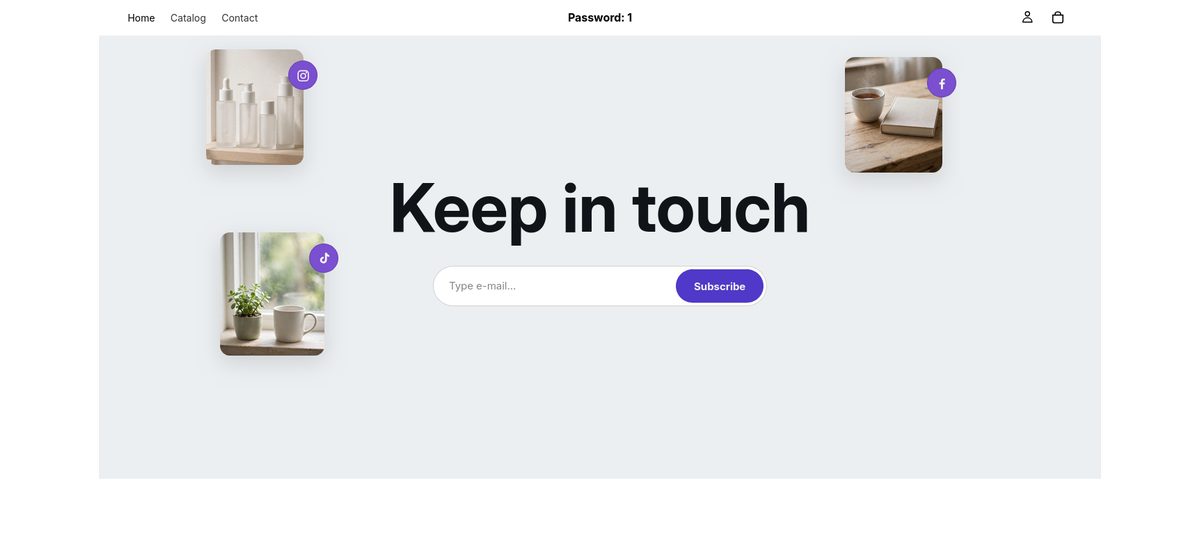 Home
Catalog
Contact
Password: 1
Keep in touch
Type e-mail...
Subscribe